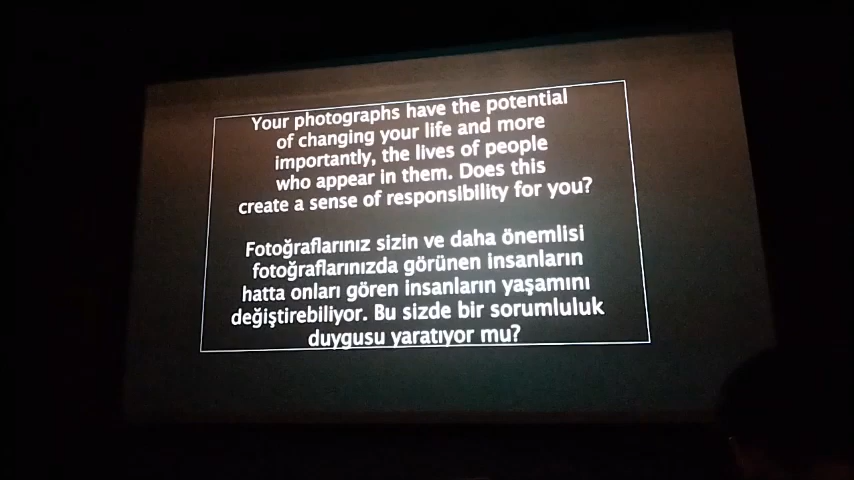 Your photographs have the potential
of changing your life and more
importantly, the lives of people
who appear in them. Does this
create a sense of responsibility for you?
Fotoğraflarınız sizin ve daha önemlisi
fotoğraflarınızda görünen insanların
hatta onları gören insanların yaşamını
değiştirebiliyor. Bu sizde bir sorumluluk
duygusu yaratıyor mu?